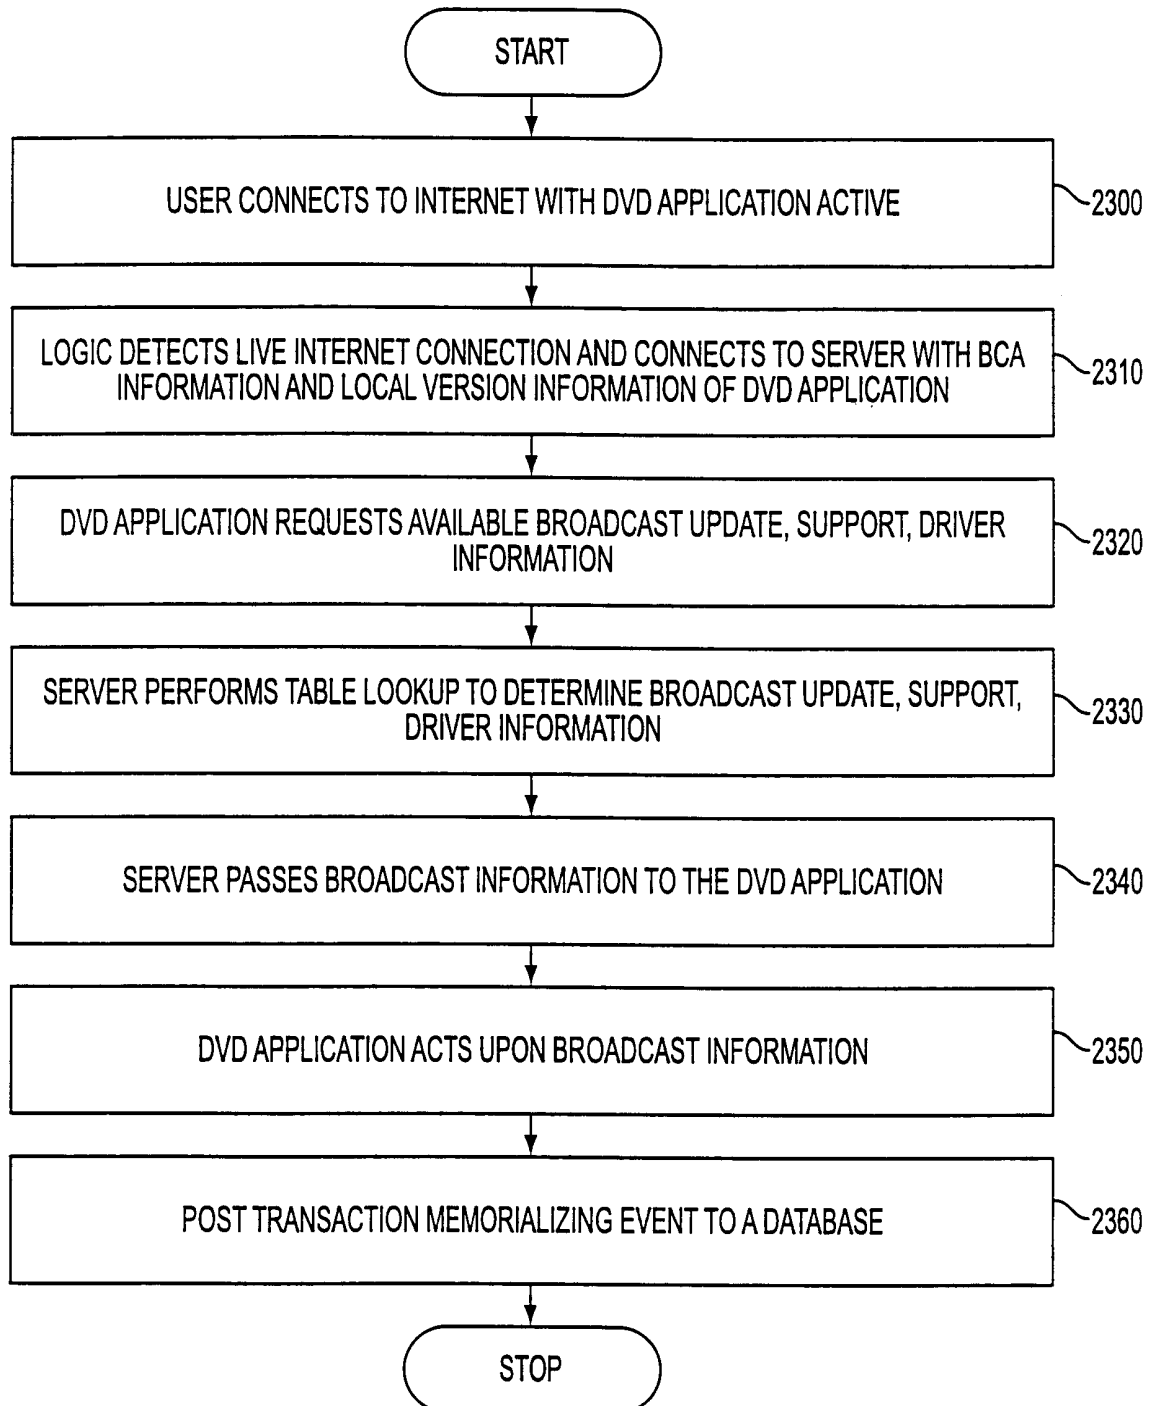 START
USER CONNECTS TO INTERNET WITH DVD APPLICATION ACTIVE
2300
LOGIC DETECTS LIVE INTERNET CONNECTION AND CONNECTS TO SERVER WITH BCA
INFORMATION AND LOCAL VERSION INFORMATION OF DVD APPLICATION
2310
DVD APPLICATION REQUESTS AVAILABLE BROADCAST UPDATE, SUPPORT, DRIVER
INFORMATION
2320
SERVER PERFORMS TABLE LOOKUP TO DETERMINE BROADCAST UPDATE, SUPPORT,
DRIVER INFORMATION
2330
SERVER PASSES BROADCAST INFORMATION TO THE DVD APPLICATION
2340
DVD APPLICATION ACTS UPON BROADCAST INFORMATION
2350
POST TRANSACTION MEMORIALIZING EVENT TO A DATABASE
2360
STOP